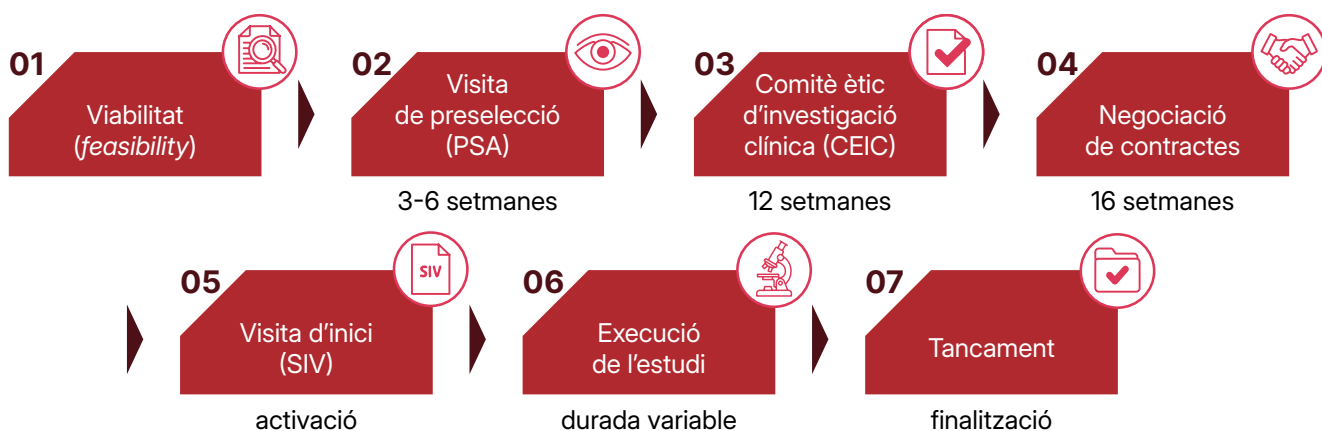 01
Viabilitat
(feasibility)
02
Visita
de preselecció
(PSA)
3-6 setmanes
03
Comitè ètic
d’investigació
clínica (CEIC)
12 setmanes
04
Negociació
de contractes
16 setmanes
05
SIV
Visita d’inici
(SIV)
activació
06
Execució
de l’estudi
durada variable
07
Tancament
finalització